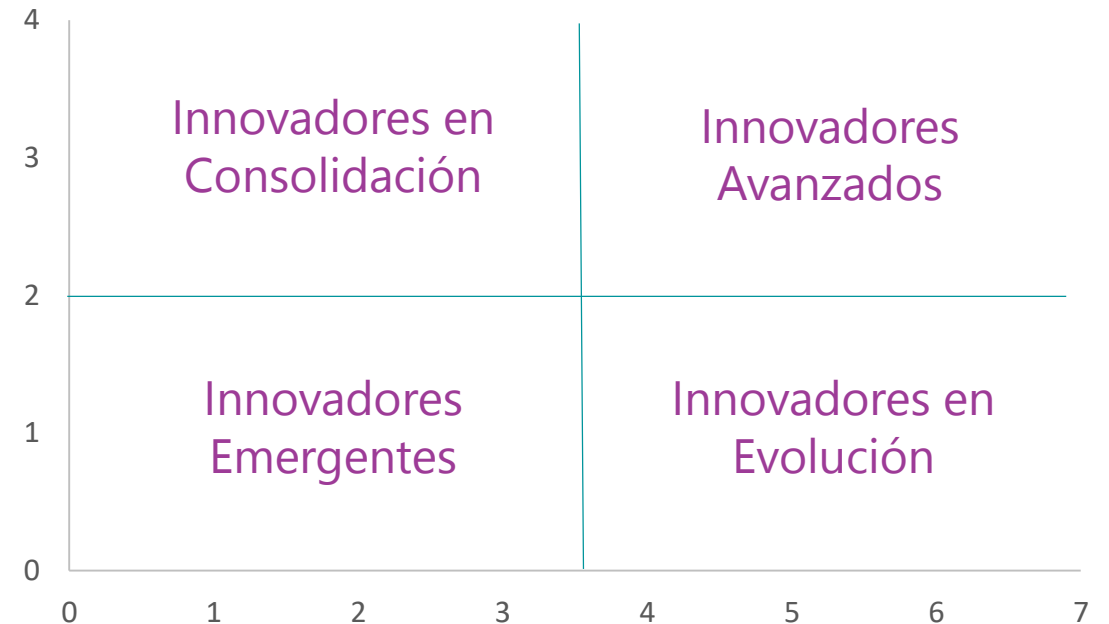 4
Innovadores en
Consolidación
Innovadores
Avanzados
3
2
Innovadores
Emergentes
Innovadores en
Evolución
1
0
0 1 2 3 4 5 6 7